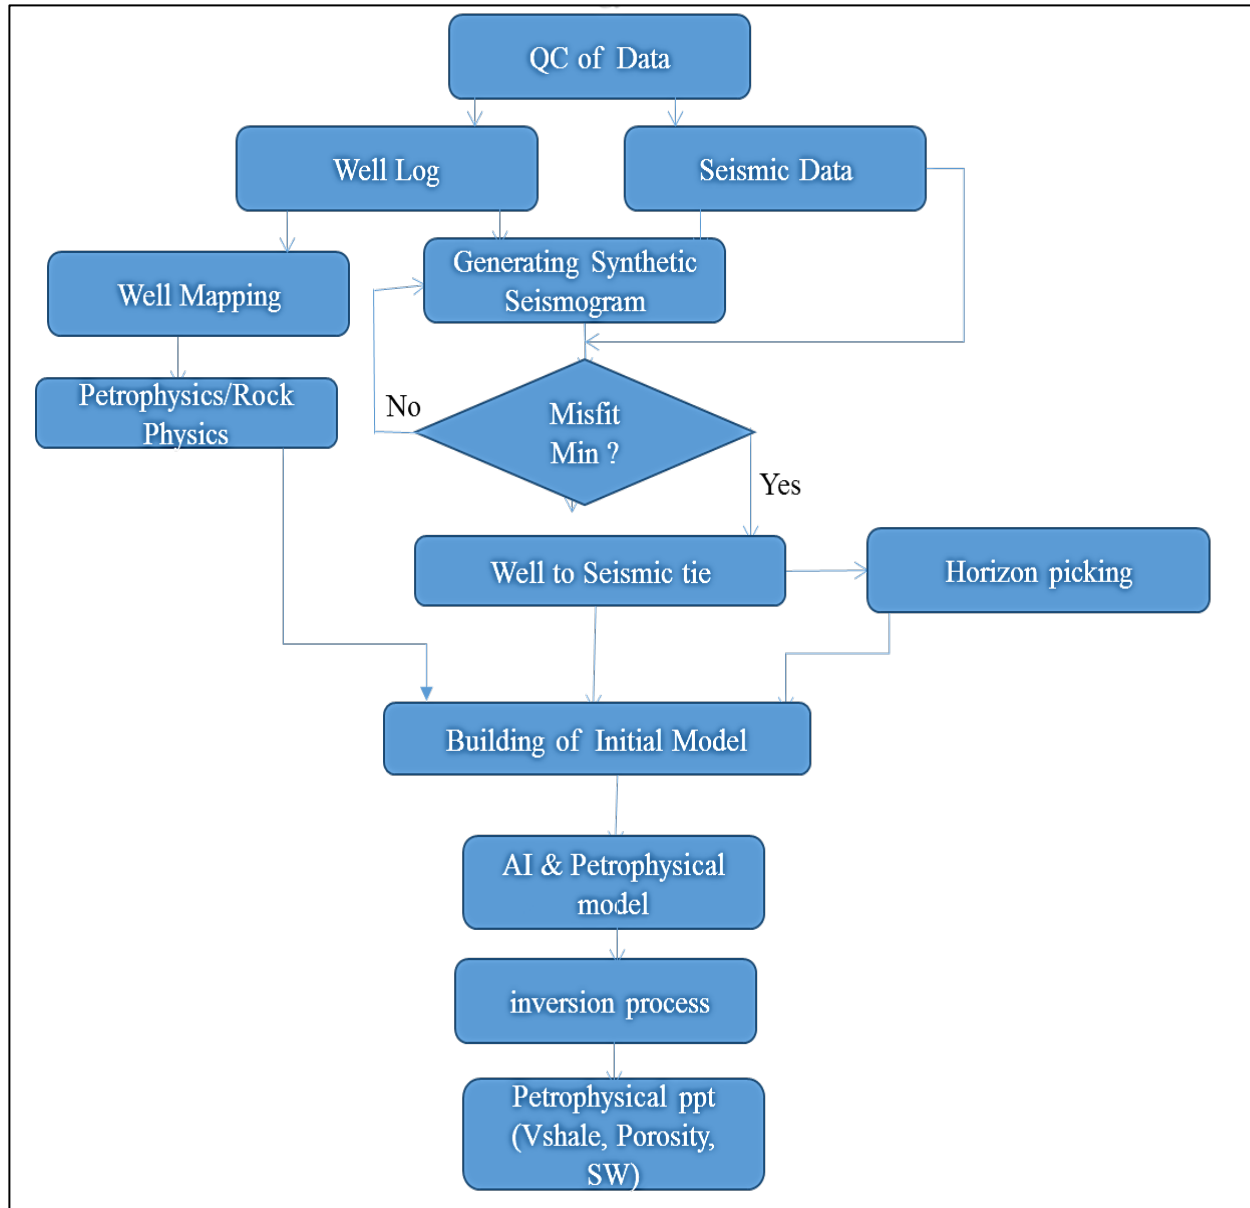 QC of Data
Well Log
Seismic Data
Generating Synthetic
Seismogram
Well Mapping
Petrophysics/Rock
Physics
No
Misfit
Min ?
Yes
Well to Seismic tie
Horizon picking
Building of Initial Model
AI & Petrophysical
model
inversion process
Petrophysical ppt
(Vshale, Porosity,
SW)